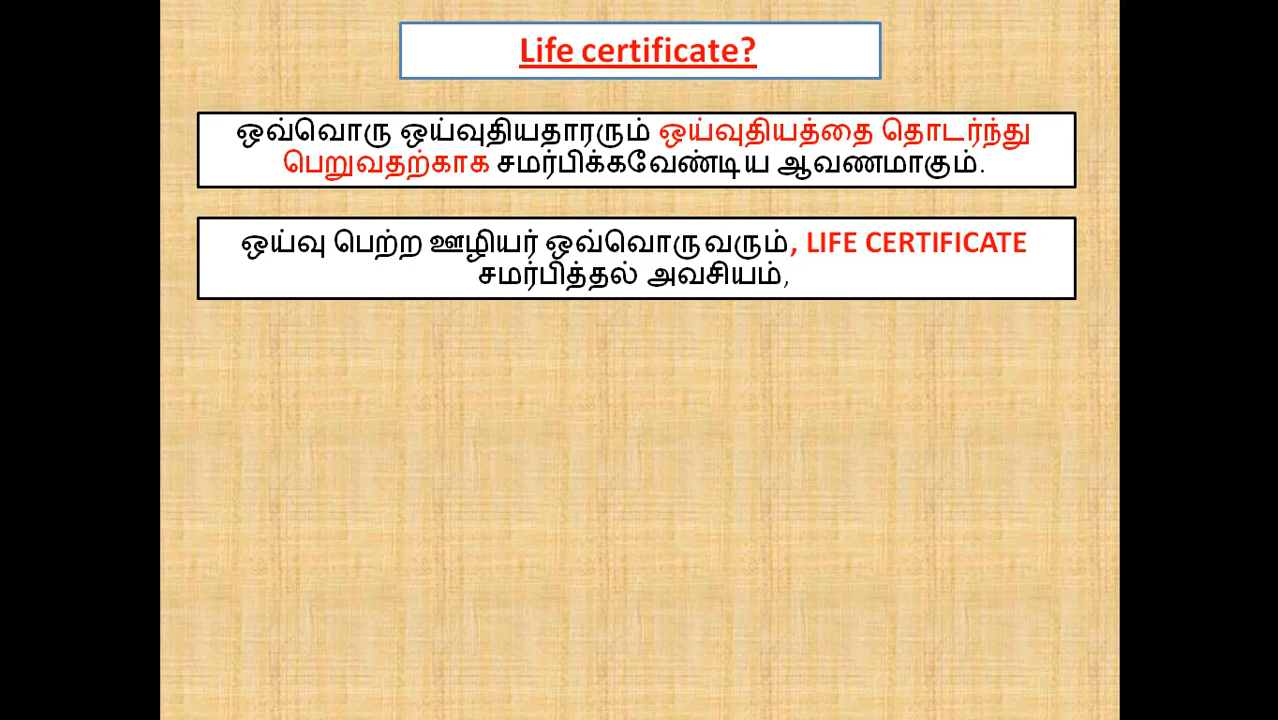 Life certificate?
ஒவ்வொரு ஒய்வுதியதாரரும் ஒய்வுதியத்தை தொடர்ந்து
பெறுவதற்காக சமர்பிக்கவேண்டிய ஆவணமாகும்.
ஒய்வு பெற்ற ஊழியர் ஒவ்வொருவரும், LIFE CERTIFICATE
சமர்பித்தல் அவசியம்,